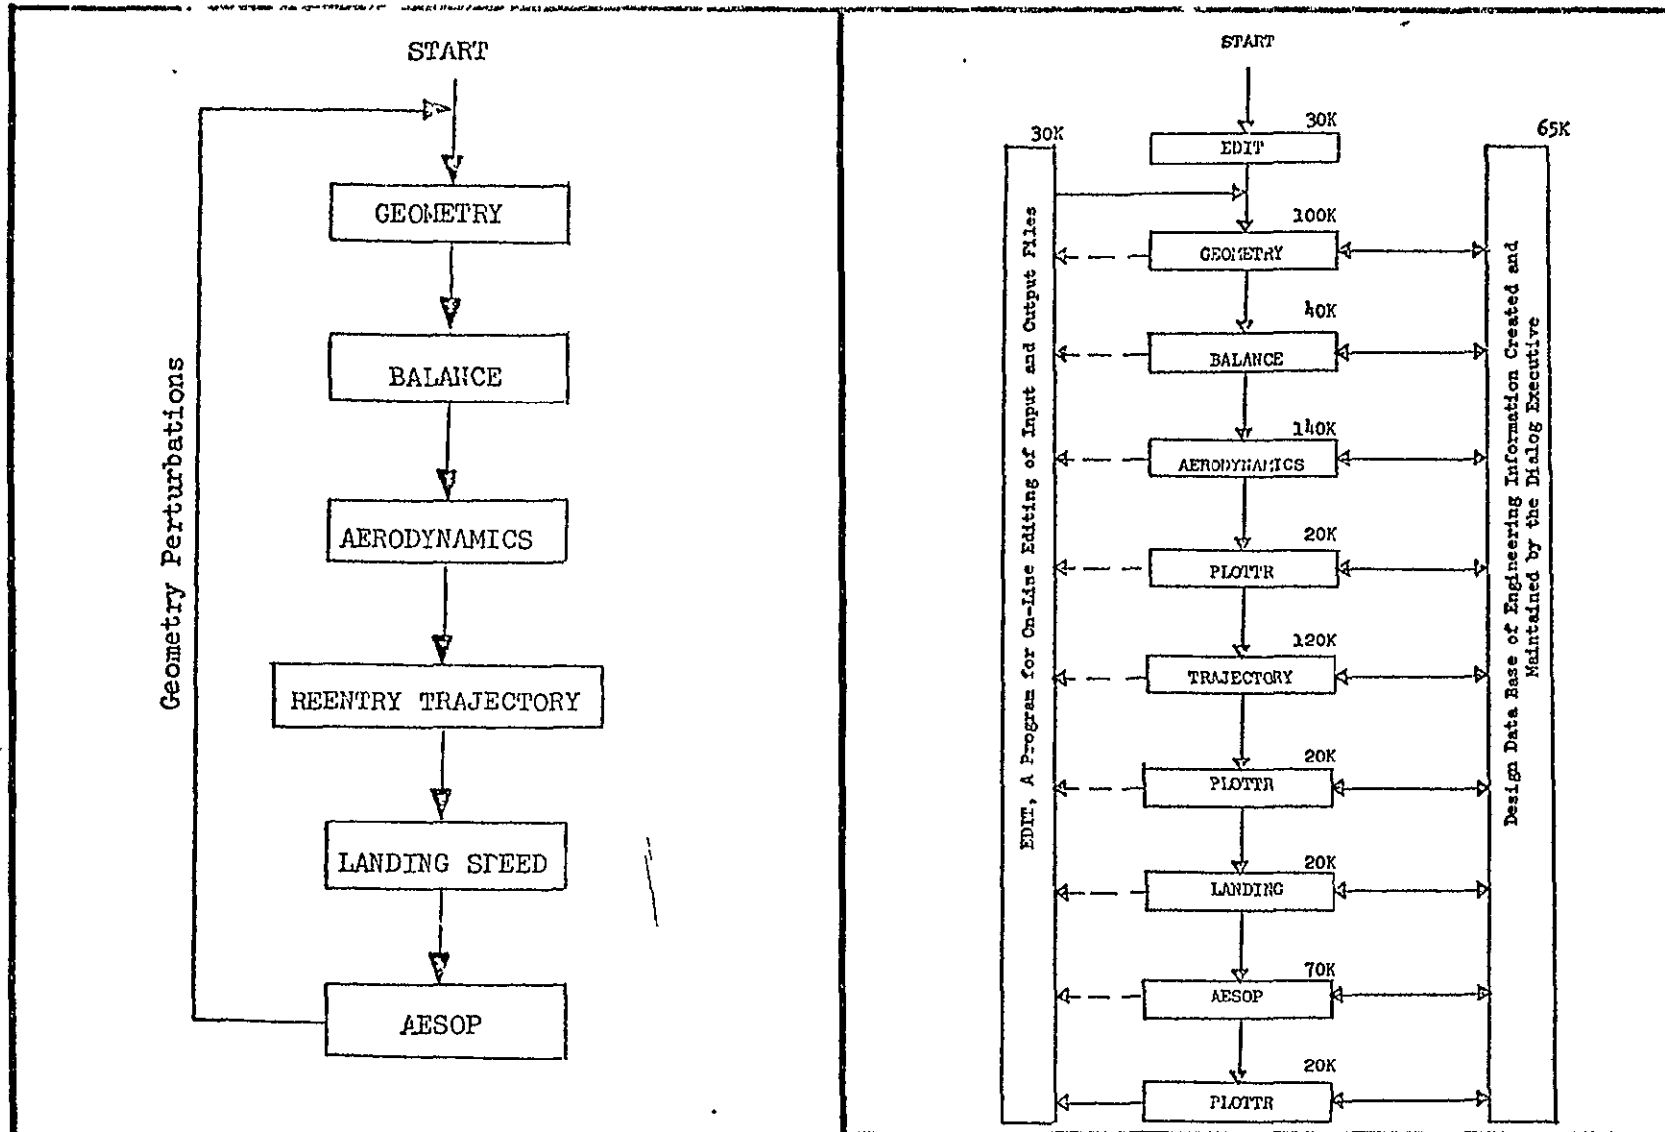 START
GEOMETRY
BALANCE
AERODYNAMICS
REENTRY TRAJECTORY
LANDING SPEED
AESOP
Geometry Perturbations
START
30K
EDIT
30K
65K
100K
GEOMETRY
40K
BALANCE
140K
AERODYNAMICS
20K
PLOTTR
120K
TRAJECTORY
20K
PLOTTR
20K
LANDING
70K
AESOP
20K
PLOTTR
EDIT, A Program for On-Line Editing of Input and Output Files
Design Data Base of Engineering Information Created and
Maintained by the Dialog Executive